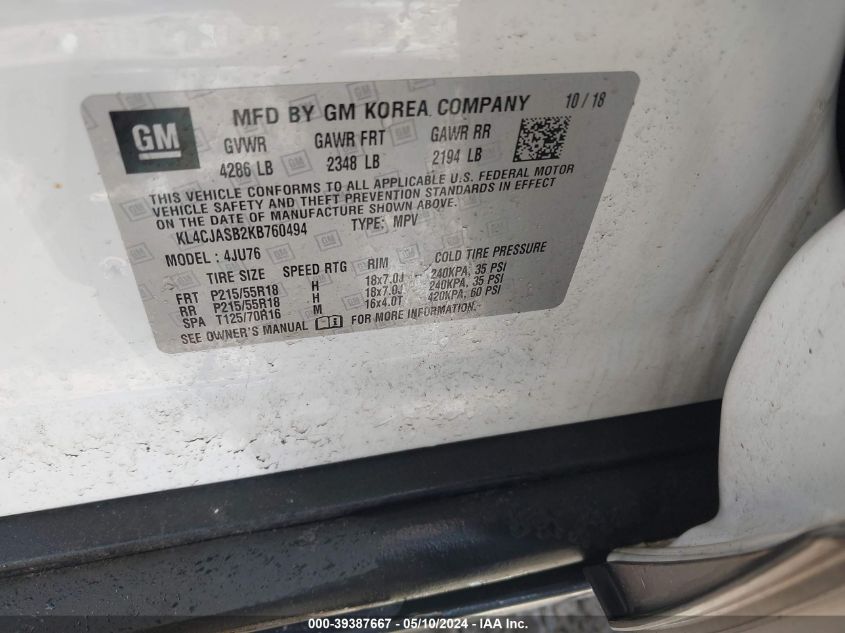 GM
MFD BY GM KOREA COMPANY 10 / 18
GVWR GAWR FRT GAWR RR
4286 LB 2348 LB 2194 LB
THIS VEHICLE CONFORMS TO ALL APPLICABLE U.S. FEDERAL MOTOR
VEHICLE SAFETY AND THEFT PREVENTION STANDARDS IN EFFECT
ON THE DATE OF MANUFACTURE SHOWN ABOVE.
KL4CJASB2KB760494 TYPE: MPV
MODEL : 4JU76
TIRE SIZE SPEED RTG RIM COLD TIRE PRESSURE
FRT P215/55R18 H 18x7.0J 240KPA, 35 PSI
RR P215/55R18 H 18x7.0J 240KPA, 35 PSI
SPA T125/70R16 M 16x4.0T 420KPA, 60 PSI
SEE OWNER'S MANUAL FOR MORE INFORMATION.
000-39387667 - 05/10/2024 - © IAA, Inc.